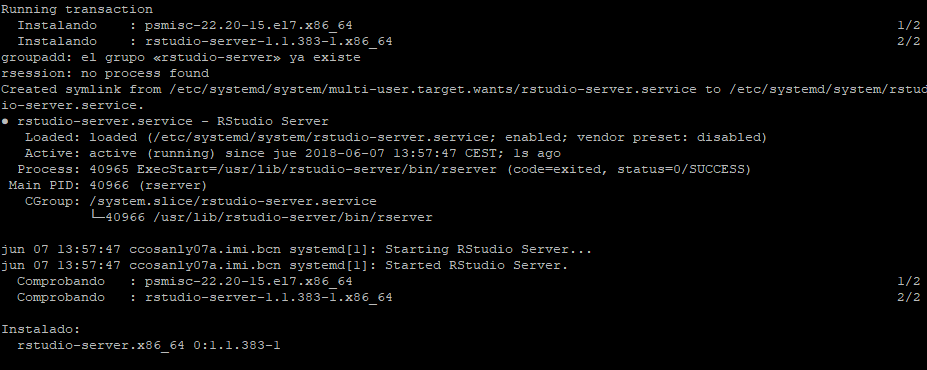 Running transaction
  Instalando    : psmisc-22.20-15.el7.x86_64                                                                      1/2
  Instalando    : rstudio-server-1.1.383-1.x86_64                                                                 2/2
groupadd: el grupo «rstudio-server» ya existe
rsession: no process found
Created symlink from /etc/systemd/system/multi-user.target.wants/rstudio-server.service to /etc/systemd/system/rstud
io-server.service.
● rstudio-server.service - RStudio Server
   Loaded: loaded (/etc/systemd/system/rstudio-server.service; enabled; vendor preset: disabled)
   Active: active (running) since jue 2018-06-07 13:57:47 CEST; 1s ago
  Process: 40965 ExecStart=/usr/lib/rstudio-server/bin/rserver (code=exited, status=0/SUCCESS)
 Main PID: 40966 (rserver)
   CGroup: /system.slice/rstudio-server.service
           └─40966 /usr/lib/rstudio-server/bin/rserver
jun 07 13:57:47 ccosanly07a.imi.bcn systemd[1]: Starting RStudio Server...
jun 07 13:57:47 ccosanly07a.imi.bcn systemd[1]: Started RStudio Server.
  Comprobando   : psmisc-22.20-15.el7.x86_64                                                                      1/2
  Comprobando   : rstudio-server-1.1.383-1.x86_64                                                                 2/2
Instalado:
  rstudio-server.x86_64 0:1.1.383-1